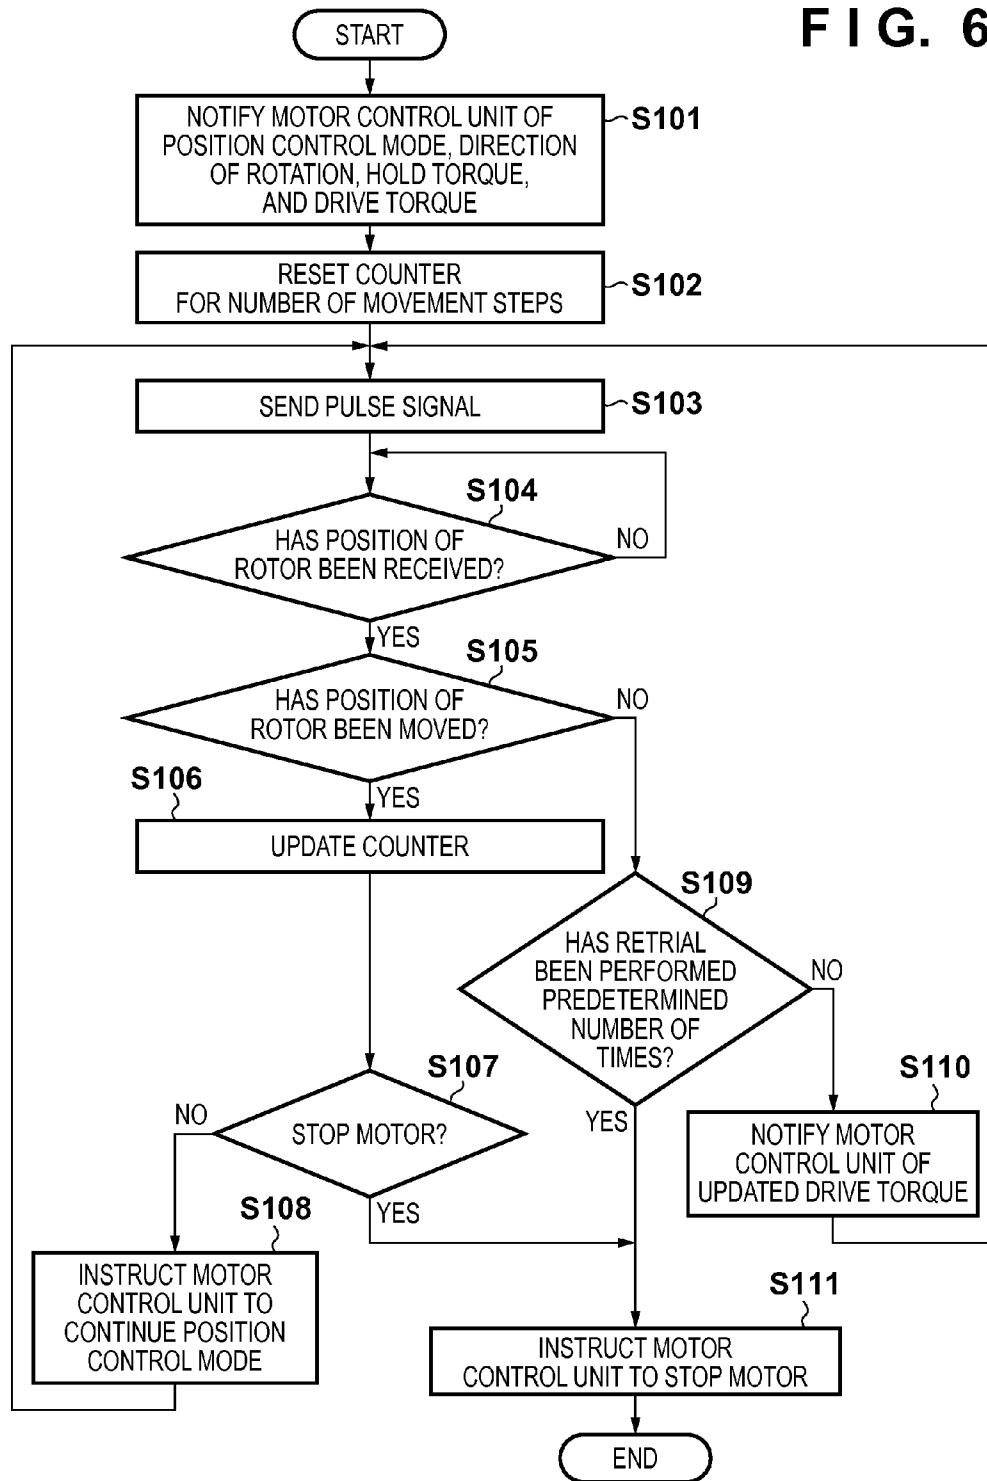 FIG. 6
START
NOTIFY MOTOR CONTROL UNIT OF
POSITION CONTROL MODE, DIRECTION
OF ROTATION, HOLD TORQUE,
AND DRIVE TORQUE
S101
RESET COUNTER
FOR NUMBER OF MOVEMENT STEPS
S102
SEND PULSE SIGNAL
S103
S104
HAS POSITION OF
ROTOR BEEN RECEIVED?
NO
YES
S105
HAS POSITION OF
ROTOR BEEN MOVED?
NO
YES
S106
UPDATE COUNTER
S109
HAS RETRIAL
BEEN PERFORMED
PREDETERMINED
NUMBER OF
TIMES?
NO
YES
S107
STOP MOTOR?
NO
YES
S110
NOTIFY MOTOR
CONTROL UNIT OF
UPDATED DRIVE TORQUE
S108
INSTRUCT MOTOR
CONTROL UNIT TO
CONTINUE POSITION
CONTROL MODE
S111
INSTRUCT MOTOR
CONTROL UNIT TO STOP MOTOR
END